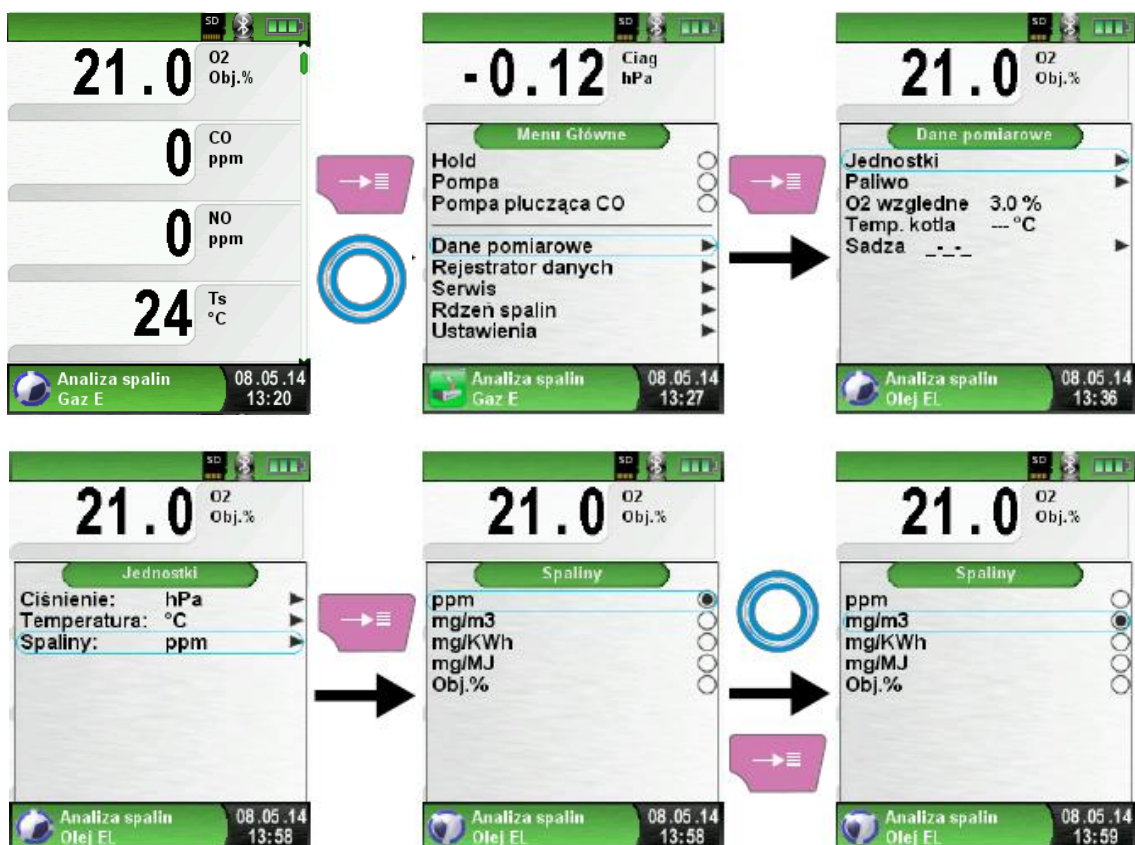 SD
21.0 O2
Obj.%
0 CO
ppm
0 NO
ppm
24 Ts
°C
Analiza spalin 08.05.14
Gaz E 13:20
SD
-0.12 Ciag
hPa
Menu Główne
Hold
Pompa
Pompa plucząca CO
Dane pomiarowe
Rejestrator danych
Serwis
Rdzeń spalin
Ustawienia
Analiza spalin 08.05.14
Gaz E 13:27
SD
21.0 O2
Obj.%
Dane pomiarowe
Jednostki
Paliwo
O2 wzgledne 3.0 %
Temp. kotla --- °C
Sadza _-_-_
Analiza spalin 08.05.14
Olej EL 13:36
SD
21.0 O2
Obj.%
Jednostki
Ciśnienie: hPa
Temperatura: °C
Spaliny: ppm
Analiza spalin 08.05.14
Olej EL 13:58
SD
21.0 O2
Obj.%
Spaliny
ppm
mg/m3
mg/KWh
mg/MJ
Obj.%
Analiza spalin 08.05.14
Olej EL 13:58
SD
21.0 O2
Obj.%
Spaliny
ppm
mg/m3
mg/KWh
mg/MJ
Obj.%
Analiza spalin 08.05.14
Olej EL 13:59